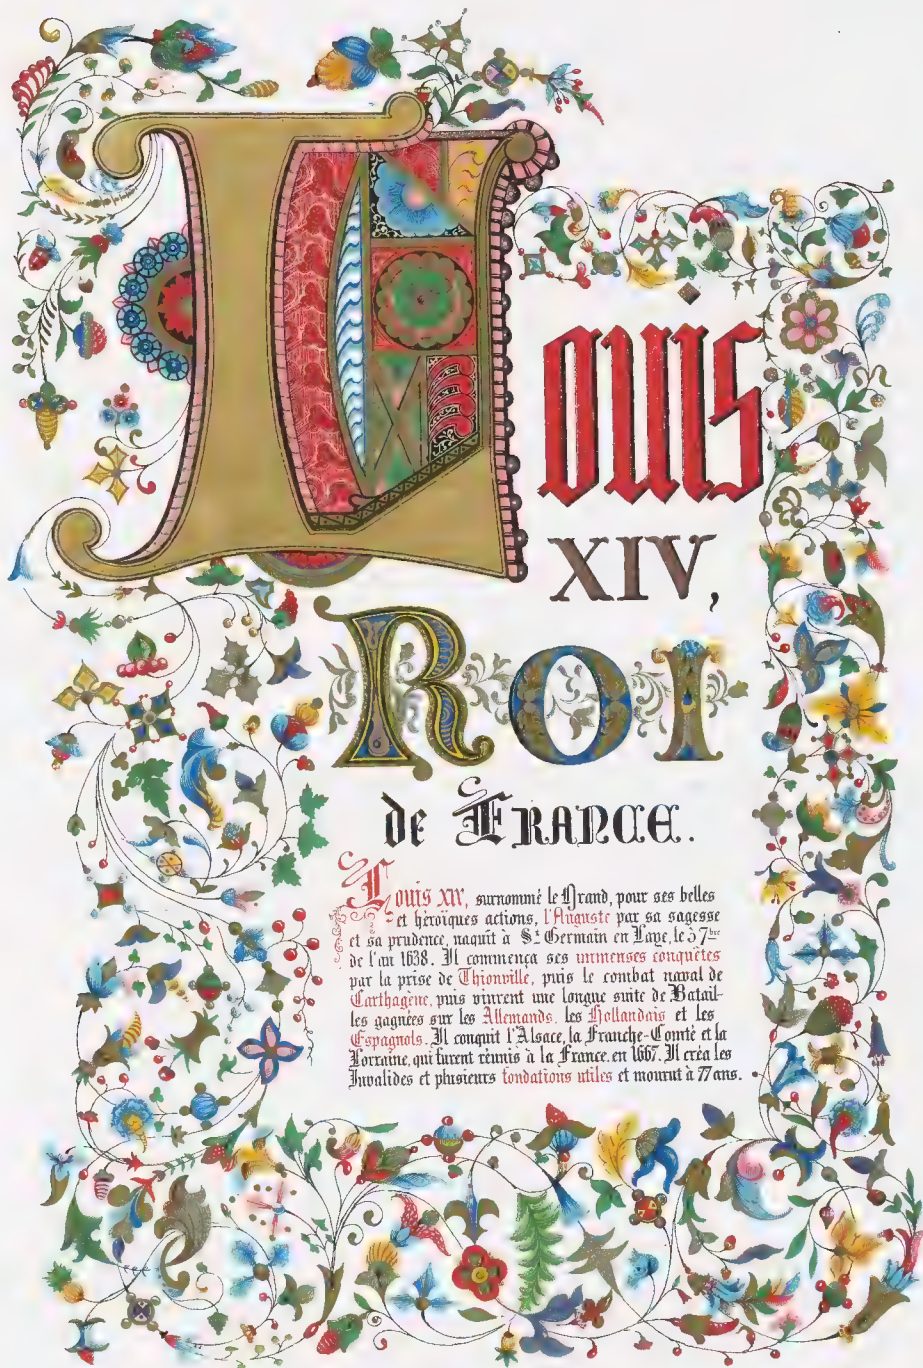 Louis
XIV,
ROI
de FRANCE.
Louis XIV, surnommé le Grand, pour ses belles
et héroïques actions, l'Auguste par sa sagesse
et sa prudence, naquit à St Germain en Laye, le 5 7bre
de l'an 1638. Il commença ses immenses conquêtes
par la prise de Thionville, puis le combat naval de
Carthagène, puis vinrent une longue suite de Batail-
les gagnées sur les Allemands, les Hollandais et les
Espagnols. Il conquit l'Alsace, la Franche-Comté et la
Lorraine, qui furent réunis à la France, en 1667. Il créa les
Invalides et plusieurs fondations utiles et mourut à 77 ans.